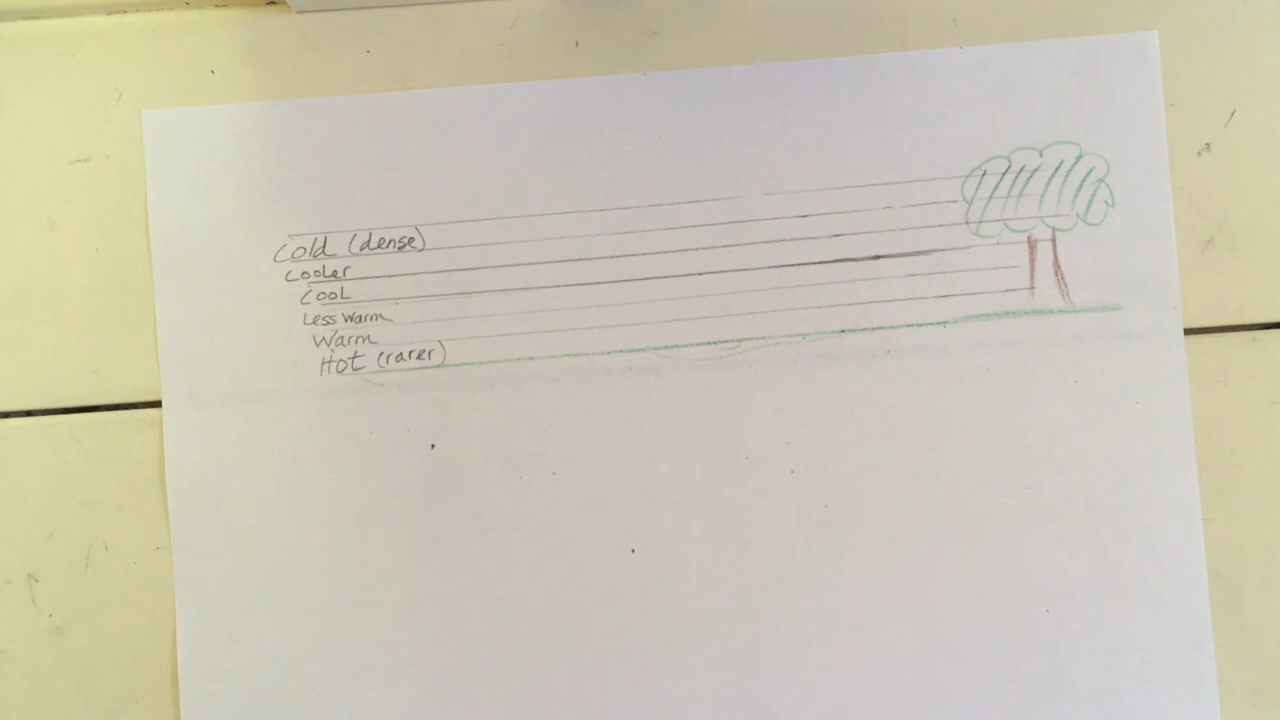 Cold (dense)
Cooler
Cool
Less warm
Warm
Hot (rarer)